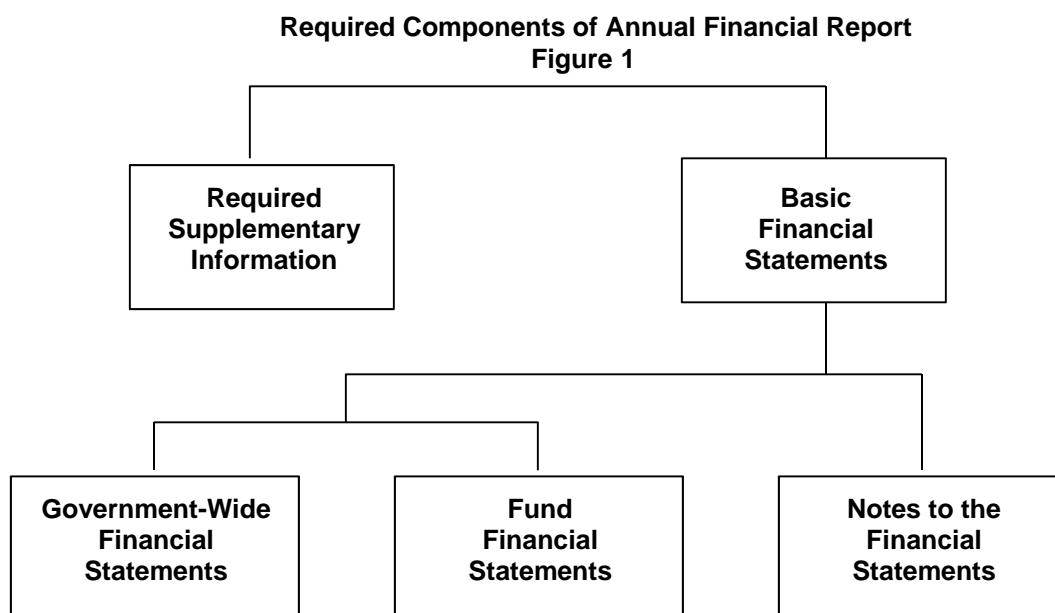 Required Components of Annual Financial Report
Figure 1
Required
Supplementary
Information
Basic
Financial
Statements
Government-Wide
Financial
Statements
Fund
Financial
Statements
Notes to the
Financial
Statements